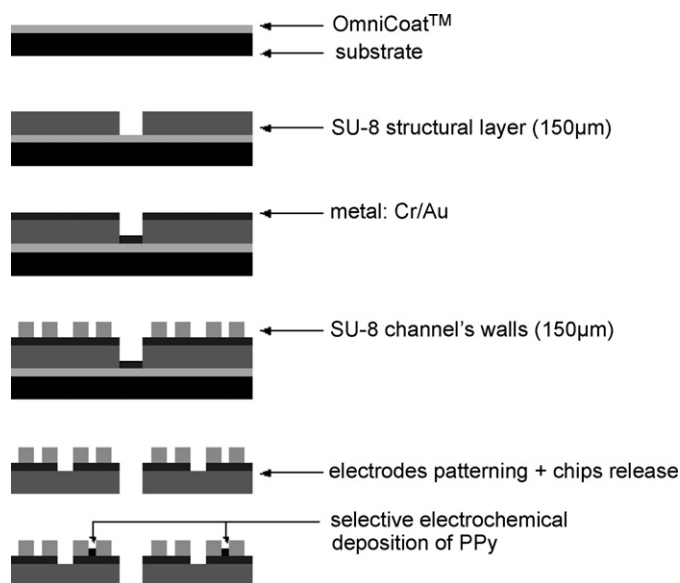 OmniCoat™
substrate
SU-8 structural layer (150µm)
metal: Cr/Au
SU-8 channel's walls (150µm)
electrodes patterning + chips release
selective electrochemical
deposition of PPy